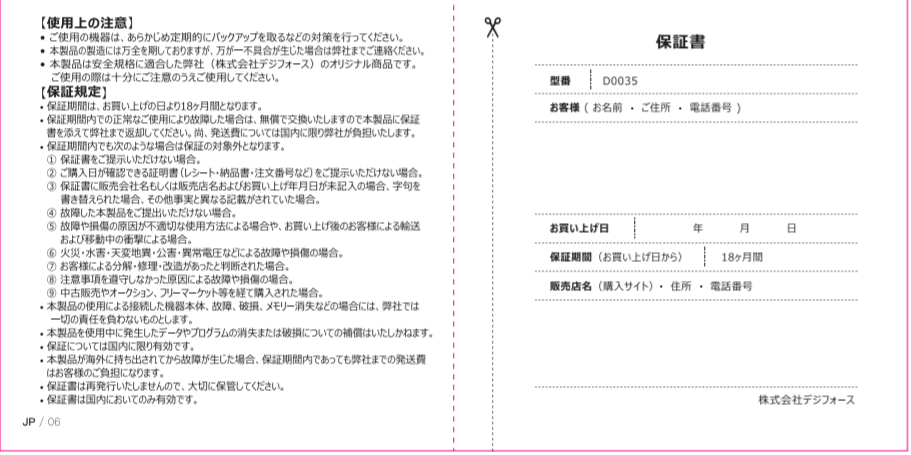 【使用上の注意】
• ご使用の機器は、あらかじめ定期的にバックアップを取るなどの対策を行ってください。
• 本製品の製造には万全を期しておりますが、万が一不具合が生じた場合は弊社までご連絡ください。
• 本製品は安全規格に適合した弊社（株式会社デジフォース）のオリジナル商品です。
ご使用の際は十分にご注意のうえご使用してください。
【保証規定】
• 保証期間は、お買い上げの日より18ヶ月間となります。
• 保証期間内での正常なご使用により故障した場合は、無償で交換いたしますので本製品に保証
書を添えて弊社まで返却してください。尚、発送費については国内に限り弊社が負担いたします。
• 保証期間内でも次のような場合は保証の対象外となります。
① 保証書をご提示いただけない場合。
② ご購入日が確認できる証明書（レシート・納品書・注文番号など）をご提示いただけない場合。
③ 保証書に販売会社名もしくは販売店名およびお買い上げ年月日が未記入の場合、字句を
書き替えられた場合、その他事実と異なる記載がされていた場合。
④ 故障した本製品をご提出いただけない場合。
⑤ 故障や損傷の原因が不適切な使用方法による場合や、お買い上げ後のお客様による輸送
および移動中の衝撃による場合。
⑥ 火災・水害・天変地異・公害・異常電圧などによる故障や損傷の場合。
⑦ お客様による分解・修理・改造があったと判断された場合。
⑧ 注意事項を遵守しなかった原因による故障や損傷の場合。
⑨ 中古販売やオークション、フリーマーケット等を経て購入された場合。
• 本製品の使用による接続した機器本体、故障、破損、メモリー消失などの場合には、弊社では
一切の責任を負わないものとします。
• 本製品を使用中に発生したデータやプログラムの消失または破損についての補償はいたしかねます。
• 保証については国内に限り有効です。
• 本製品が海外に持ち出されてから故障が生じた場合、保証期間内であっても弊社までの発送費
はお客様のご負担になります。
• 保証書は再発行いたしませんので、大切に保管してください。
• 保証書は国内においてのみ有効です。
JP / 06
保証書
型番 D0035
お客様（ お名前 ・ ご住所 ・ 電話番号 ）
お買い上げ日 年 月 日
保証期間（お買い上げ日から） 18ヶ月間
販売店名（購入サイト）・ 住所 ・ 電話番号
株式会社デジフォース